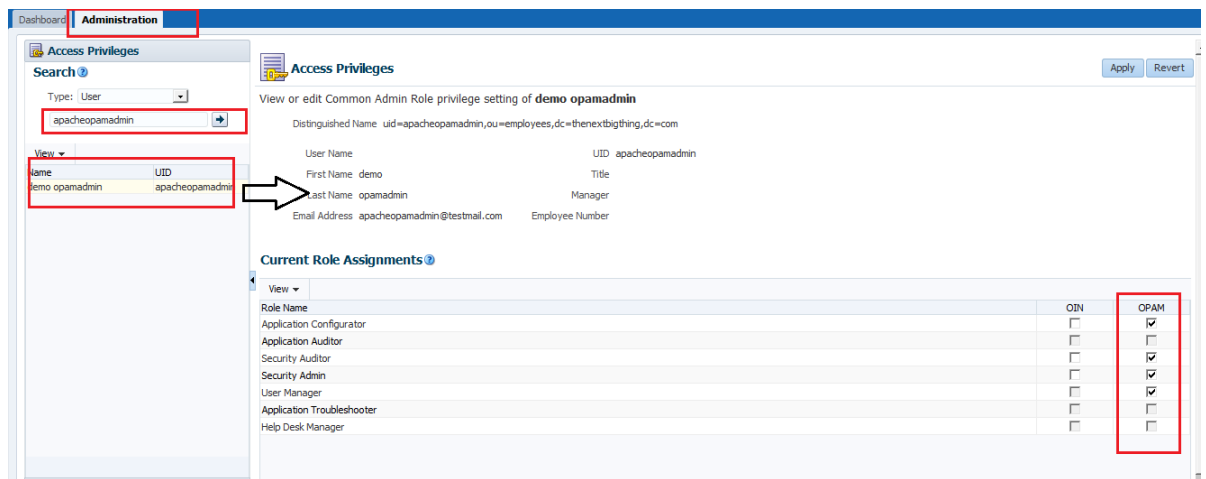 Dashboard Administration
Access Privileges
Search
Type: User
apacheopamadmin
View
Name UID
demo opamadmin apacheopamadmin
Access Privileges
Apply Revert
View or edit Common Admin Role privilege setting of demo opamadmin
Distinguished Name uid=apacheopamadmin,ou=employees,dc=thenextbigthing,dc=com
User Name UID apacheopamadmin
First Name demo Title
Last Name opamadmin Manager
Email Address apacheopamadmin@testmail.com Employee Number
Current Role Assignments
View
Role Name OIN OPAM
Application Configurator
Application Auditor
Security Auditor
Security Admin
User Manager
Application Troubleshooter
Help Desk Manager